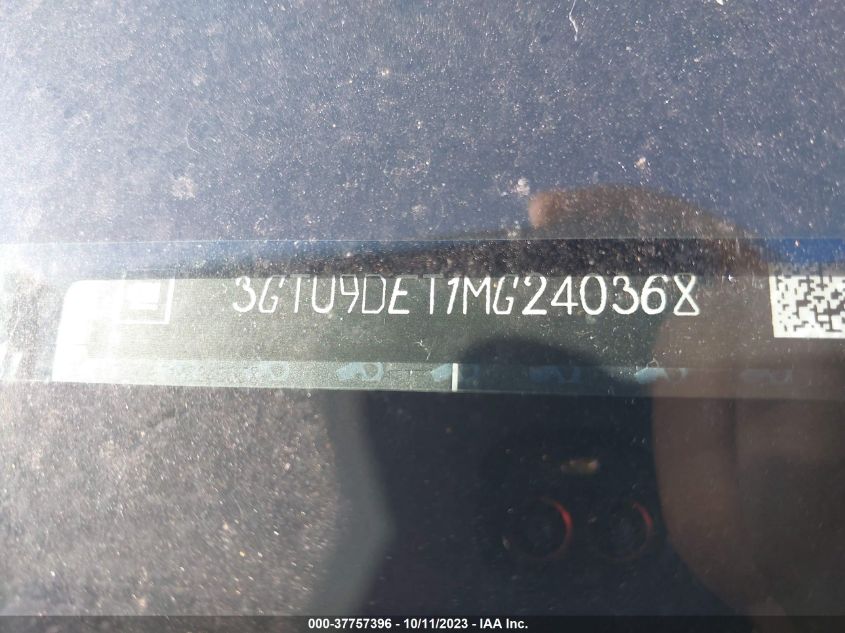 3GTU9DET1MG240368
000-37757396 - 10/11/2023 - IAA Inc.